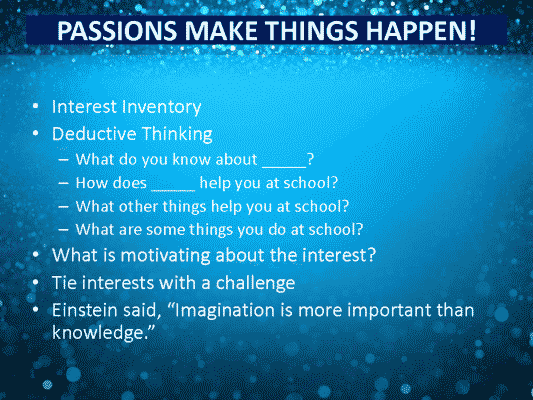 PASSIONS MAKE THINGS HAPPEN!
• Interest Inventory
• Deductive Thinking
– What do you know about _____?
– How does _____ help you at school?
– What other things help you at school?
– What are some things you do at school?
• What is motivating about the interest?
• Tie interests with a challenge
• Einstein said, “Imagination is more important than
knowledge.”